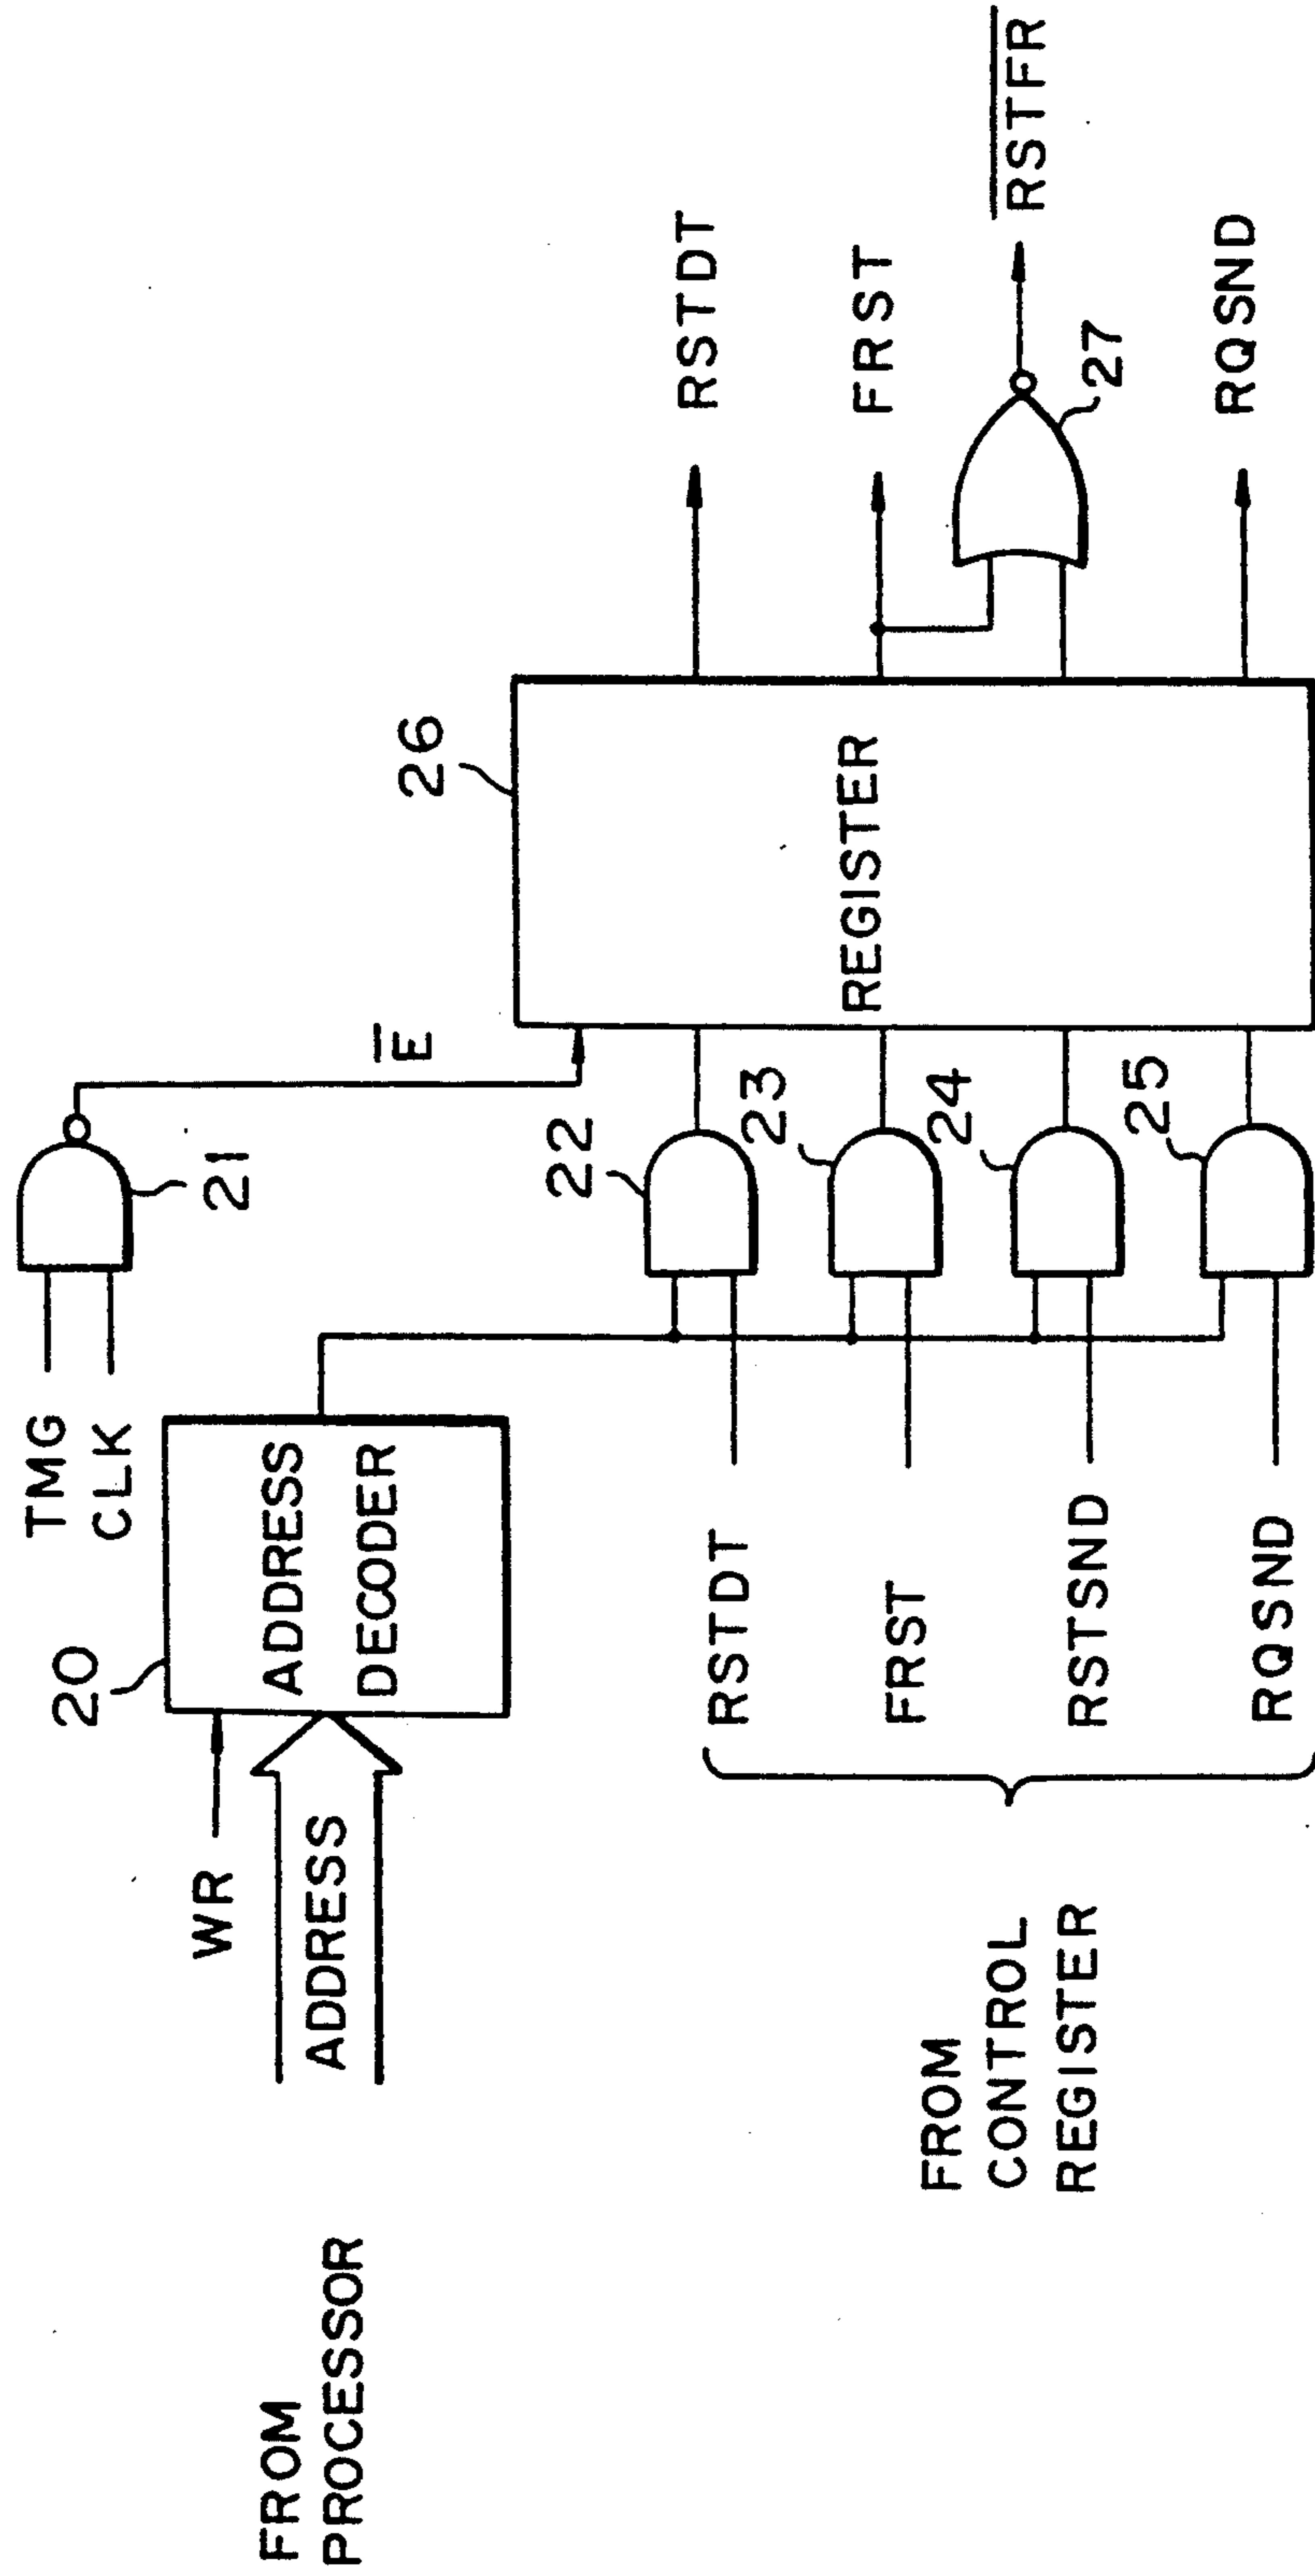 TMG
CLK
21
E
20
WR
ADDRESS
ADDRESS
DECODER
FROM
PROCESSOR
26
REGISTER
22
23
24
25
RSTDT
FRST
RSTSND
RQSND
FROM
CONTROL
REGISTER
RSTDT
FRST
RSTFR
27
RQSND